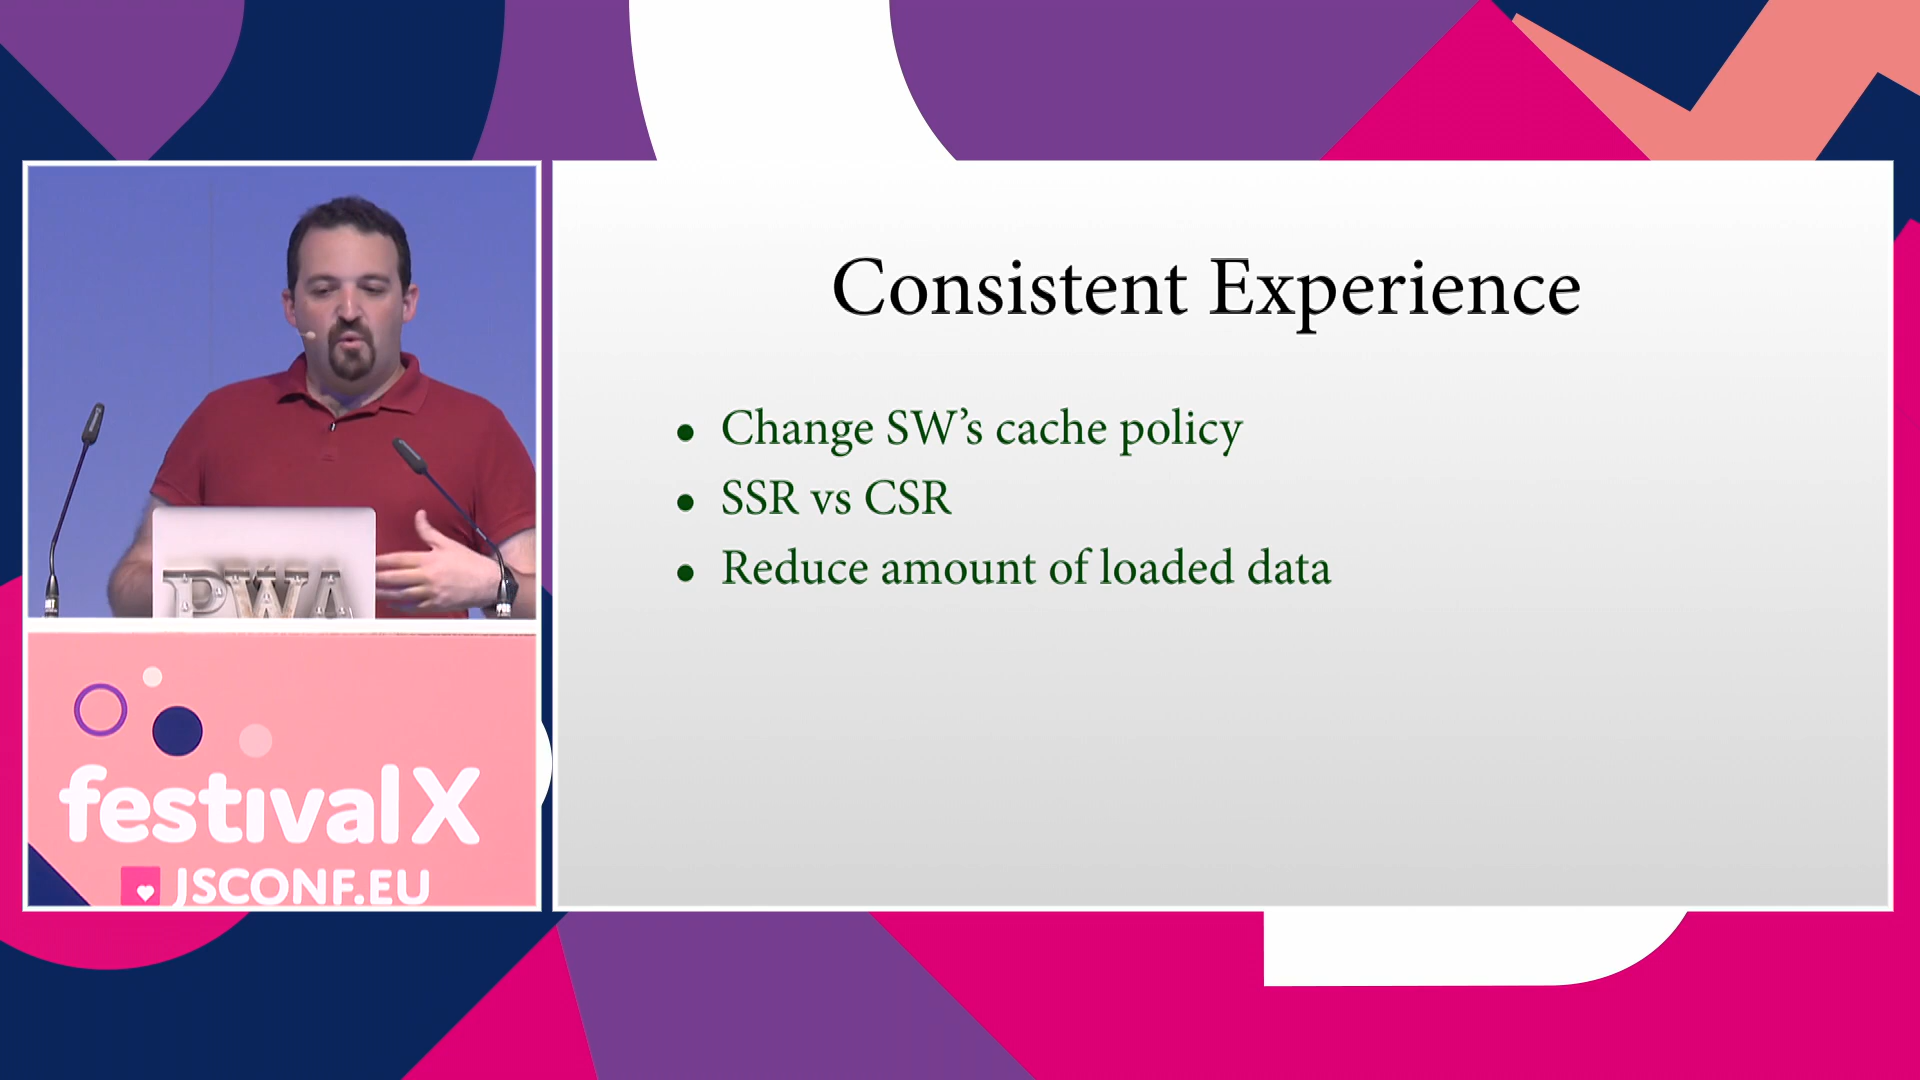 Consistent Experience
• Change SW’s cache policy
• SSR vs CSR
• Reduce amount of loaded data
PWA
festival X
JSCONF.EU